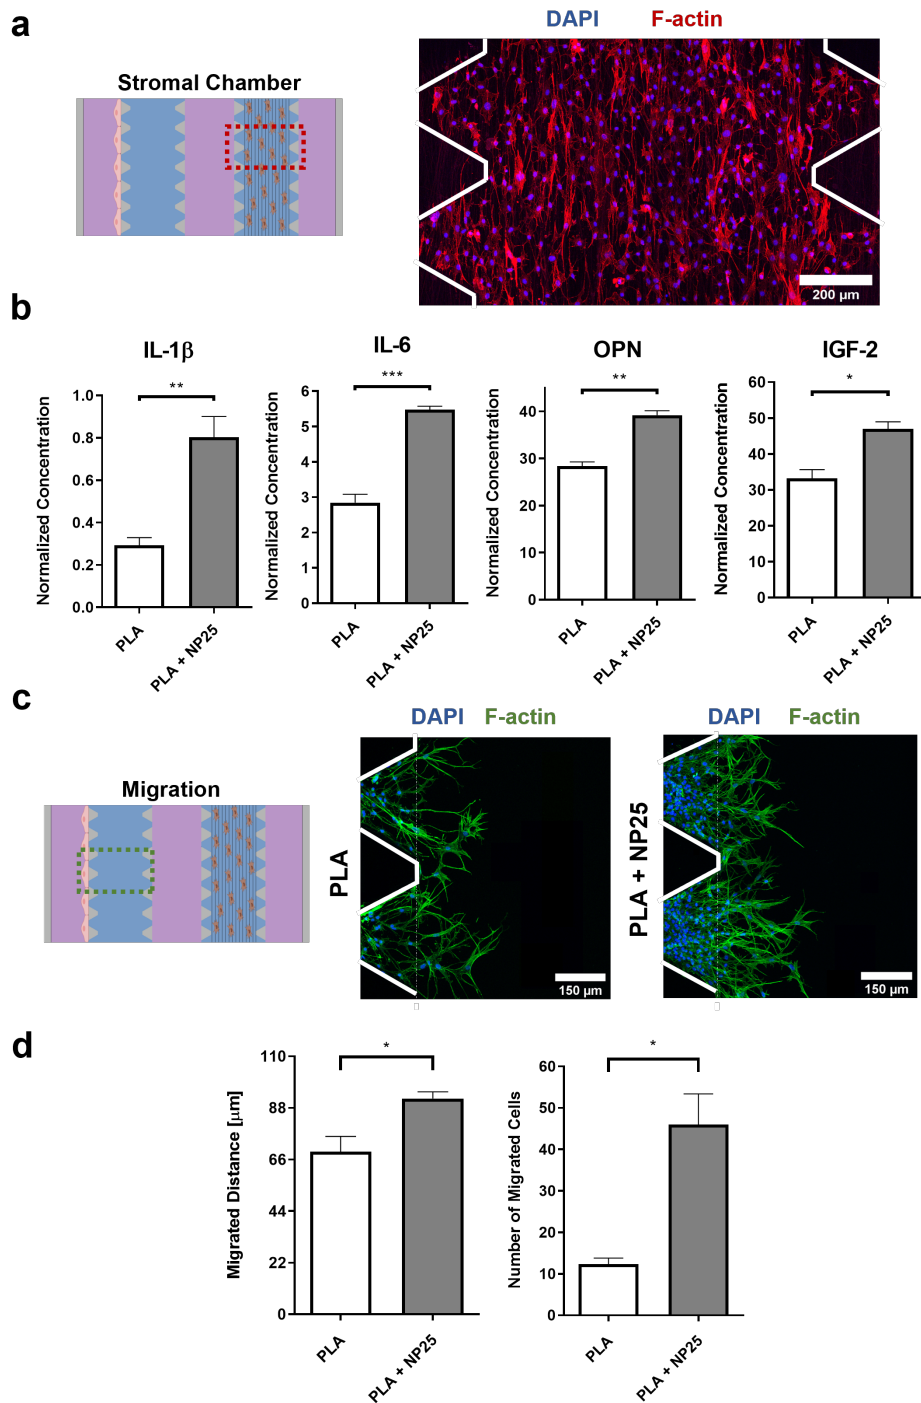 a
DAPI F-actin
Stromal Chamber
200 µm
b
IL-1β
**
Normalized Concentration
1.0
0.8
0.6
0.4
0.2
0.0
PLA
PLA + NP25
IL-6
***
Normalized Concentration
6
5
4
3
2
1
0
PLA
PLA + NP25
OPN
**
Normalized Concentration
40
30
20
10
0
PLA
PLA + NP25
IGF-2
*
Normalized Concentration
60
50
40
30
20
10
0
PLA
PLA + NP25
c
Migration
DAPI F-actin
PLA
150 µm
DAPI F-actin
PLA + NP25
150 µm
d
*
Migrated Distance [µm]
110
88
66
44
22
0
PLA
PLA + NP25
*
Number of Migrated Cells
60
50
40
30
20
10
0
PLA
PLA + NP25